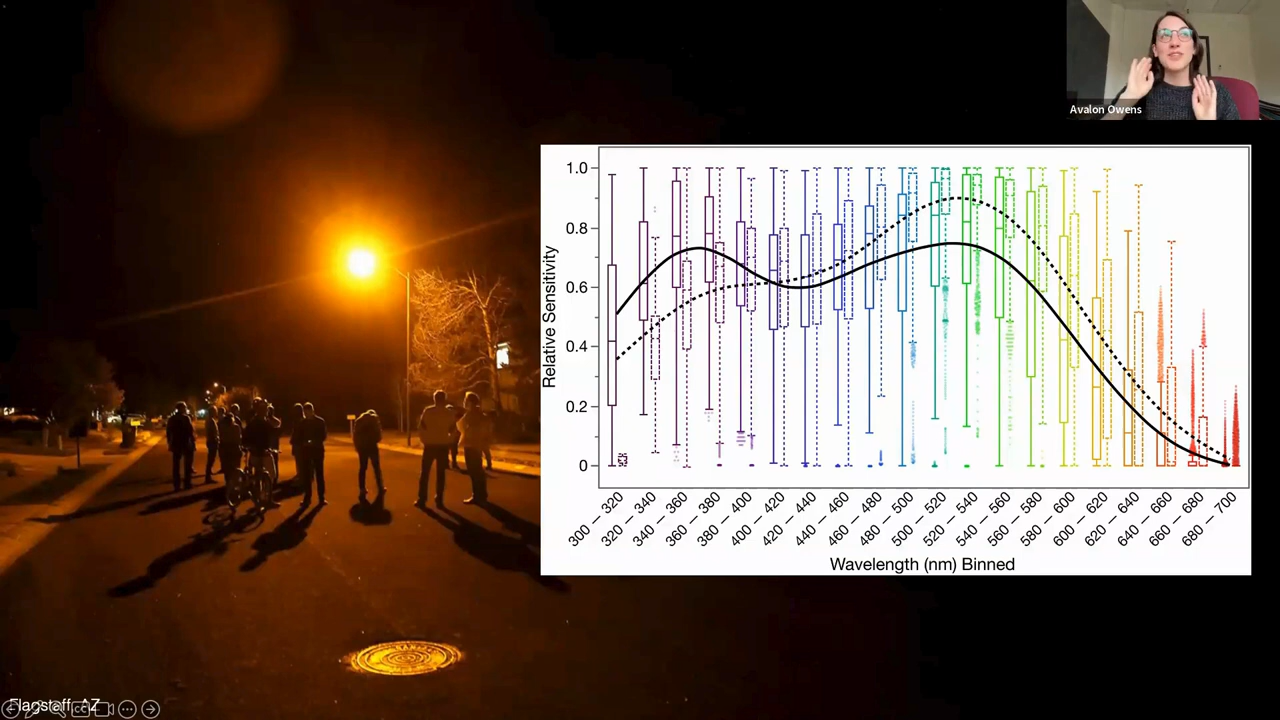 Avalon Owens
Relative Sensitivity
1.0
0.8
0.6
0.4
0.2
0
300 – 320
320 – 340
340 – 360
360 – 380
380 – 400
400 – 420
420 – 440
440 – 460
460 – 480
480 – 500
500 – 520
520 – 540
540 – 560
560 – 580
580 – 600
600 – 620
620 – 640
640 – 660
660 – 680
680 – 700
Wavelength (nm) Binned
Flagstaff, AZ